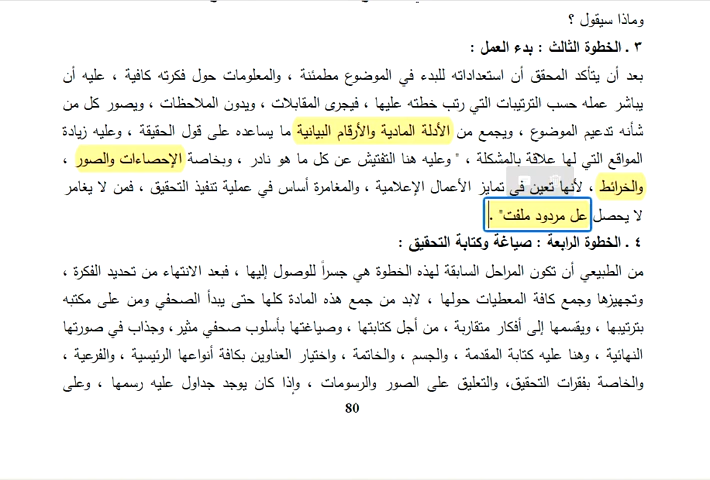 وماذا سيقول ؟
٣ . الخطوة الثالث : بدء العمل :
بعد أن يتأكد المحقق أن استعداداته للبدء في الموضوع مطمئنة ، والمعلومات حول فكرته كافية ، عليه أن
يباشر عمله حسب الترتيبات التي رتب خطته عليها ، فيجرى المقابلات ، ويدون الملاحظات ، ويصور كل من
شأنه تدعيم الموضوع ، ويجمع من الأدلة المادية والأرقام البيانية ما يساعده على قول الحقيقة ، وعليه زيادة
المواقع التي لها علاقة بالمشكلة ، " وعليه هنا التفتيش عن كل ما هو نادر ، وبخاصة الإحصاءات والصور ،
والخرائط ، لأنها تعين في تمايز الأعمال الإعلامية ، والمغامرة أساس في عملية تنفيذ التحقيق ، فمن لا يغامر
لا يحصل عل مردود ملفت" .
٤ . الخطوة الرابعة : صياغة وكتابة التحقيق :
من الطبيعي أن تكون المراحل السابقة لهذه الخطوة هي جسراً للوصول إليها ، فبعد الانتهاء من تحديد الفكرة ،
وتجهيزها وجمع كافة المعطيات حولها ، لابد من جمع هذه المادة كلها حتى يبدأ الصحفي ومن على مكتبه
بترتيبها ، ويقسمها إلى أفكار متقاربة ، من أجل كتابتها ، وصياغتها بأسلوب صحفي مثير، وجذاب في صورتها
النهائية ، وهنا عليه كتابة المقدمة ، والجسم ، والخاتمة ، واختيار العناوين بكافة أنواعها الرئيسية ، والفرعية ،
والخاصة بفقرات التحقيق، والتعليق على الصور والرسومات ، وإذا كان يوجد جداول عليه رسمها ، وعلى
80